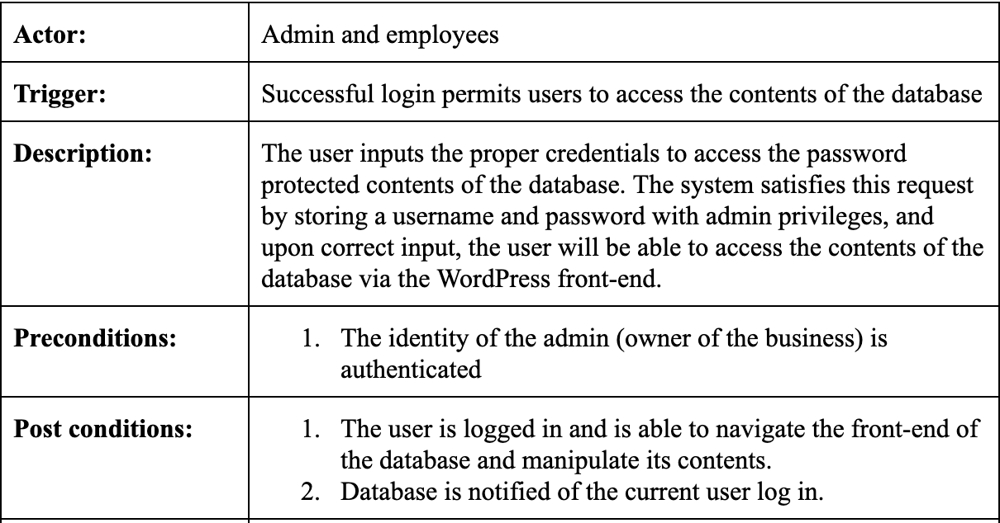 Actor:
Admin and employees
Trigger:
Successful login permits users to access the contents of the database
Description:
The user inputs the proper credentials to access the password
protected contents of the database. The system satisfies this request
by storing a username and password with admin privileges, and
upon correct input, the user will be able to access the contents of the
database via the WordPress front-end.
Preconditions:
1. The identity of the admin (owner of the business) is
authenticated
Post conditions:
1. The user is logged in and is able to navigate the front-end of
the database and manipulate its contents.
2. Database is notified of the current user log in.